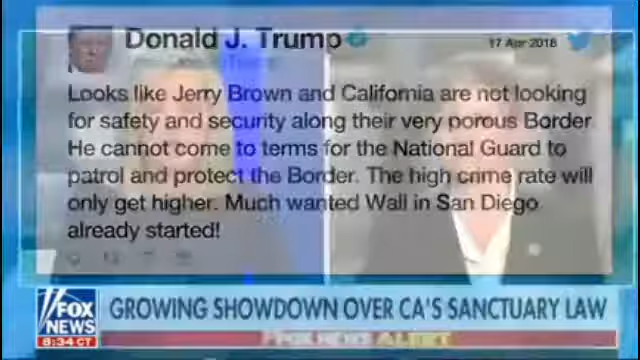 Donald J. Trump
17 Apr 2018
Looks like Jerry Brown and California are not looking
for safety and security along their very porous Border.
He cannot come to terms for the National Guard to
patrol and protect the Border. The high crime rate will
only get higher. Much wanted Wall in San Diego
already started!
FOX
NEWS
8:34 CT
GROWING SHOWDOWN OVER CA'S SANCTUARY LAW
FOX NEWS ALERT